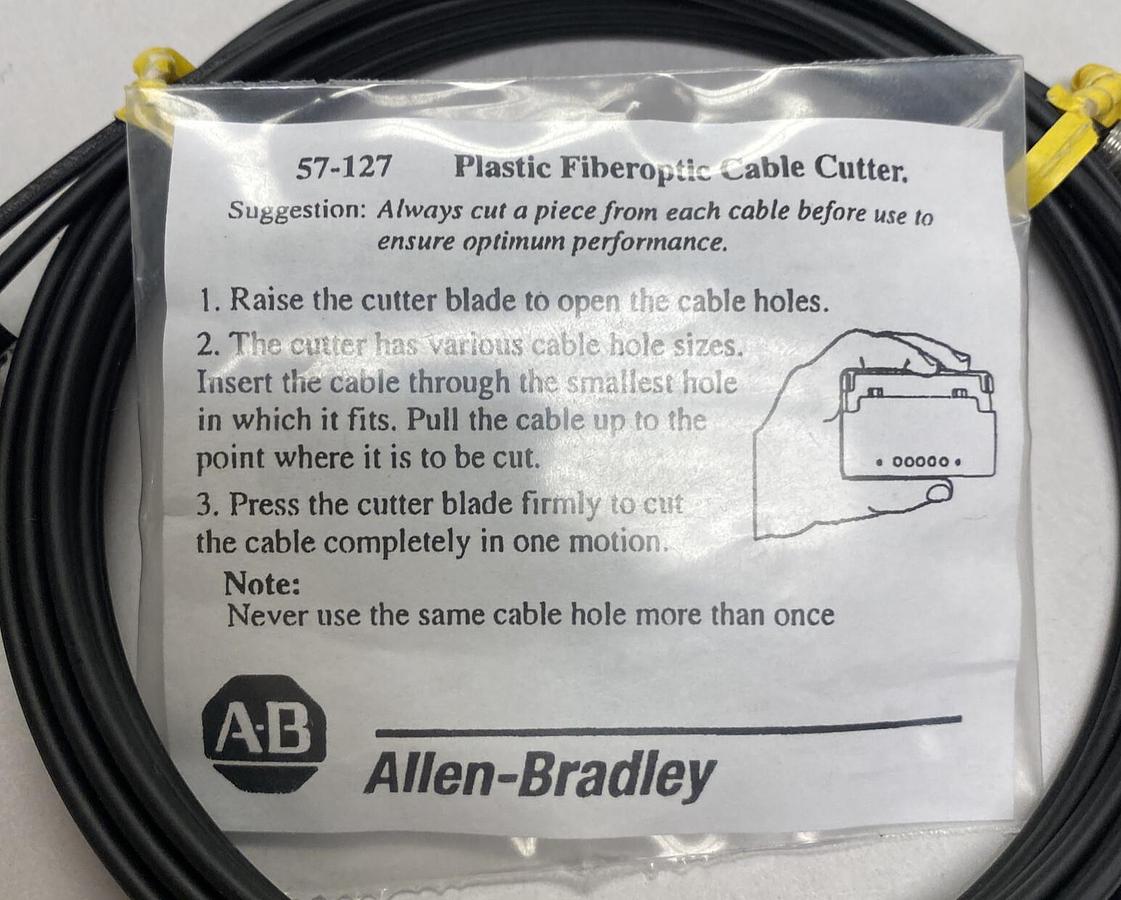 57-127 Plastic Fiberoptic Cable Cutter.
Suggestion: Always cut a piece from each cable before use to
ensure optimum performance.
1. Raise the cutter blade to open the cable holes.
2. The cutter has various cable hole sizes.
Insert the cable through the smallest hole
in which it fits. Pull the cable up to the
point where it is to be cut.
3. Press the cutter blade firmly to cut
the cable completely in one motion.
Note:
Never use the same cable hole more than once
A·B
Allen-Bradley